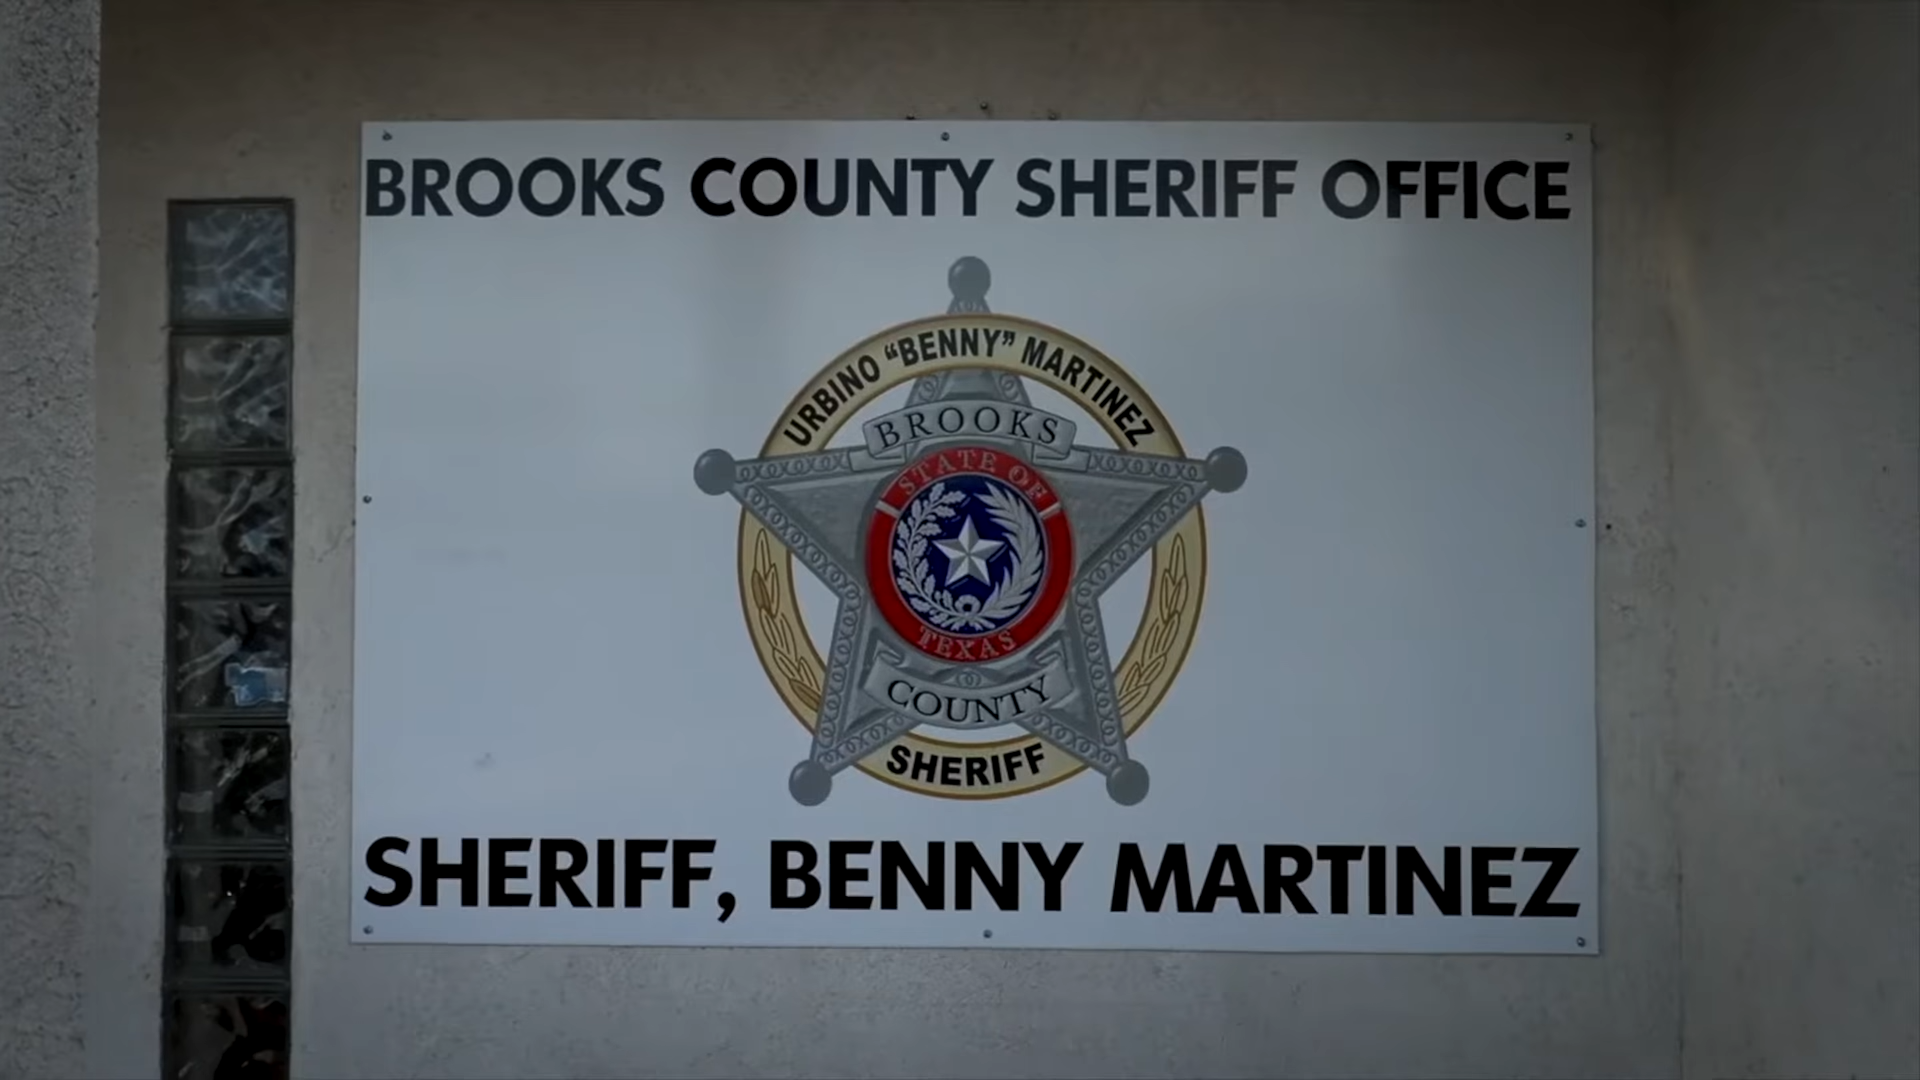 BROOKS COUNTY SHERIFF OFFICE
URBINO “BENNY” MARTINEZ
BROOKS
STATE OF
TEXAS
COUNTY
SHERIFF
SHERIFF, BENNY MARTINEZ